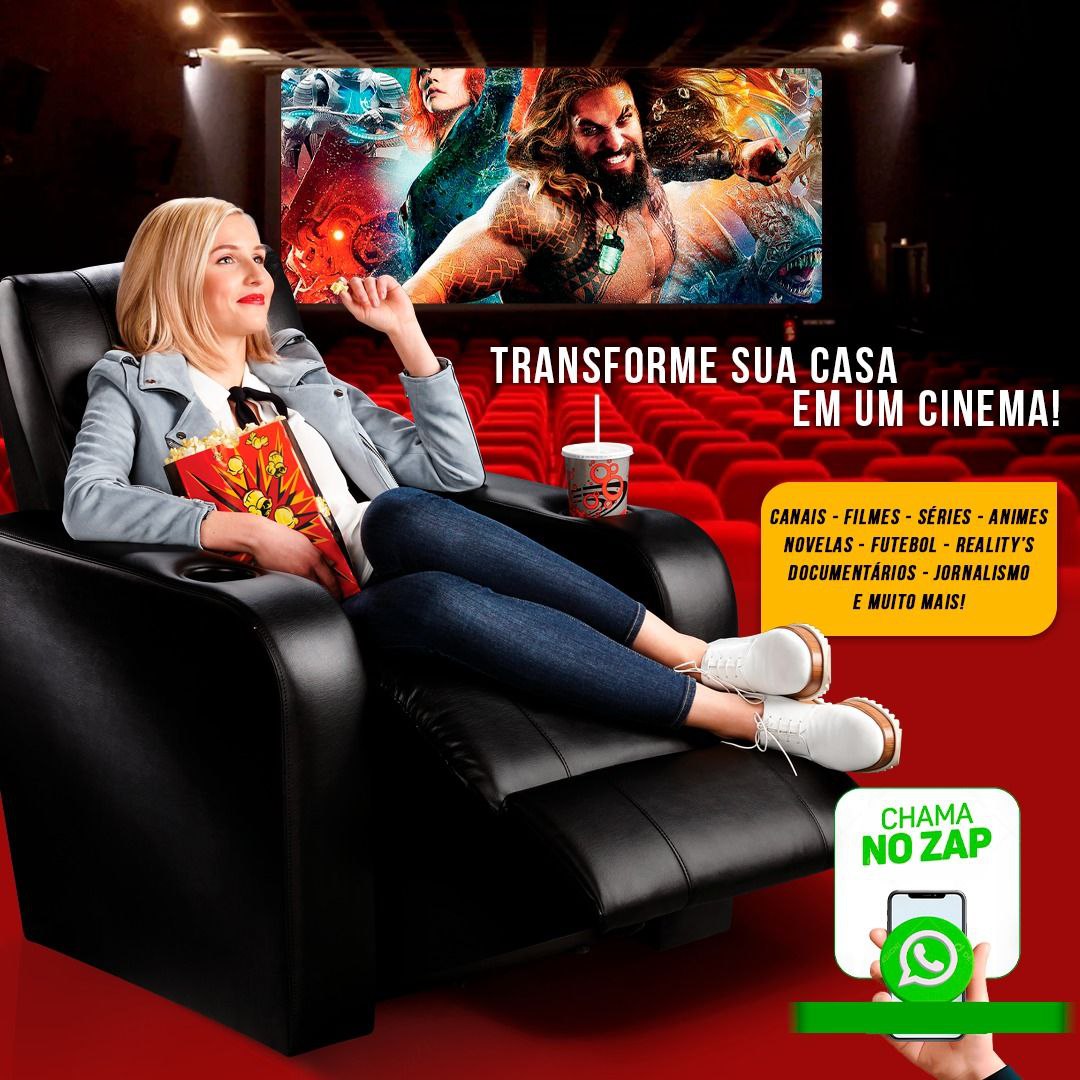 TRANSFORME SUA CASA
EM UM CINEMA!
CANAIS - FILMES - SÉRIES - ANIMES
NOVELAS - FUTEBOL - REALITY'S
DOCUMENTÁRIOS - JORNALISMO
E MUITO MAIS!
CHAMA
NO ZAP